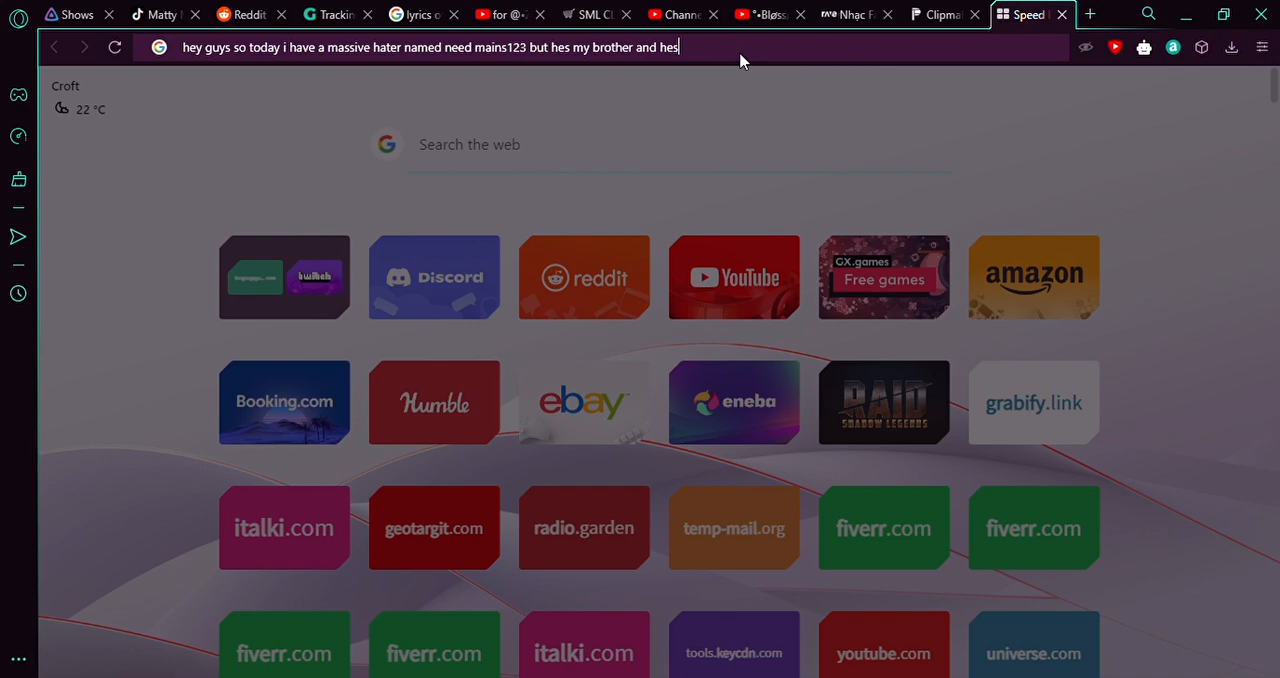 Shows
Matty
Reddit
Trackin
lyrics o
for @•
SML CL
Channe
Nhạc F
Clipma
Speed
hey guys so today i have a massive hater named need mains123 but hes my brother and hes
Croft
22 °C
Search the web
twitch
Discord
reddit
YouTube
GX.games
Free games
amazon
Booking.com
Humble
ebay
eneba
RAID
SHADOW LEGENDS
grabify.link
italki.com
geotargit.com
radio.garden
temp-mail.org
fiverr.com
fiverr.com
fiverr.com
fiverr.com
italki.com
tools.keycdn.com
youtube.com
universe.com